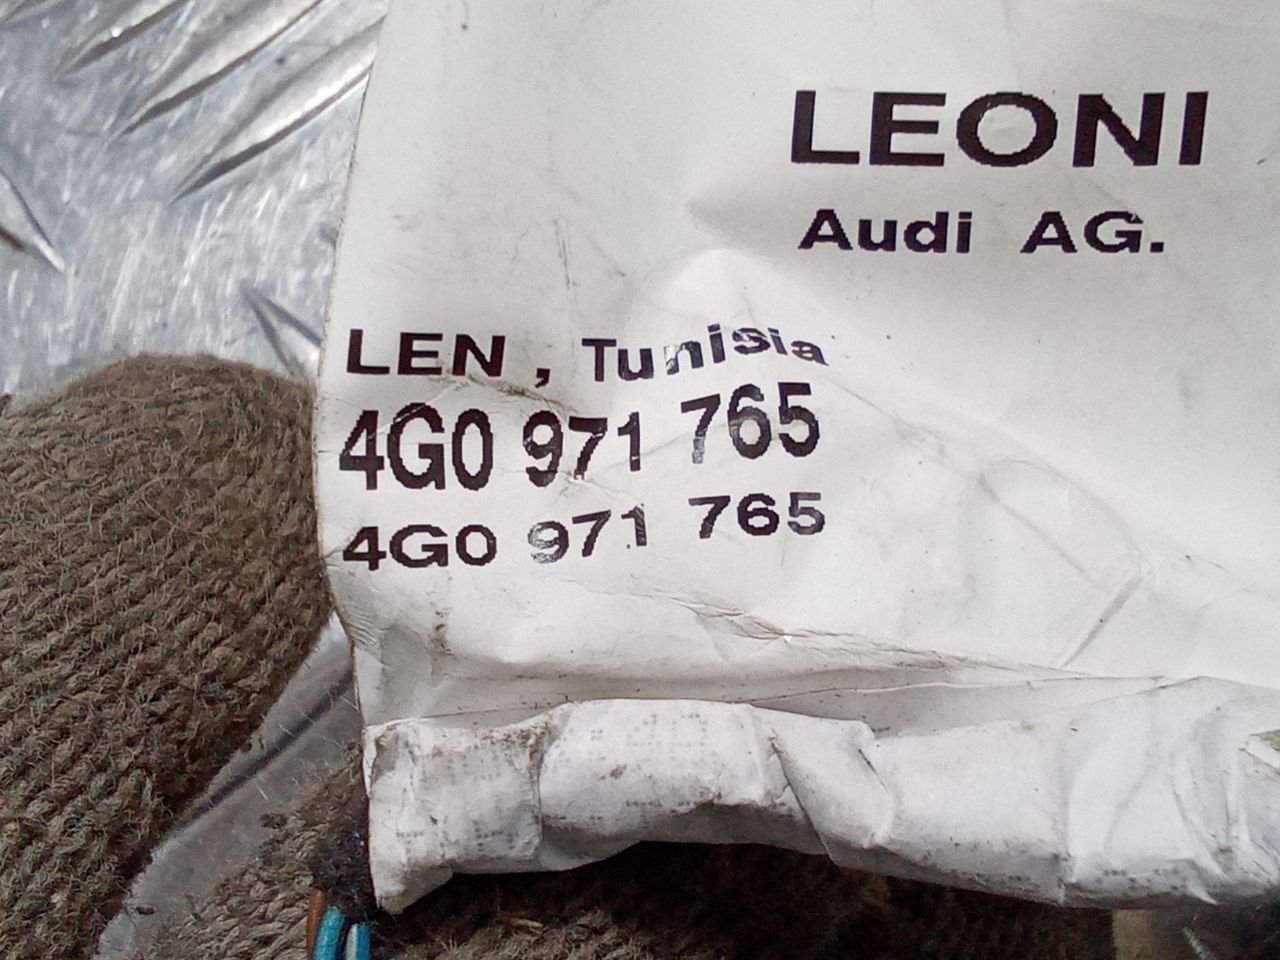 LEONI
Audi AG.
LEN, Tunisia
4G0 971 765
4G0 971 765